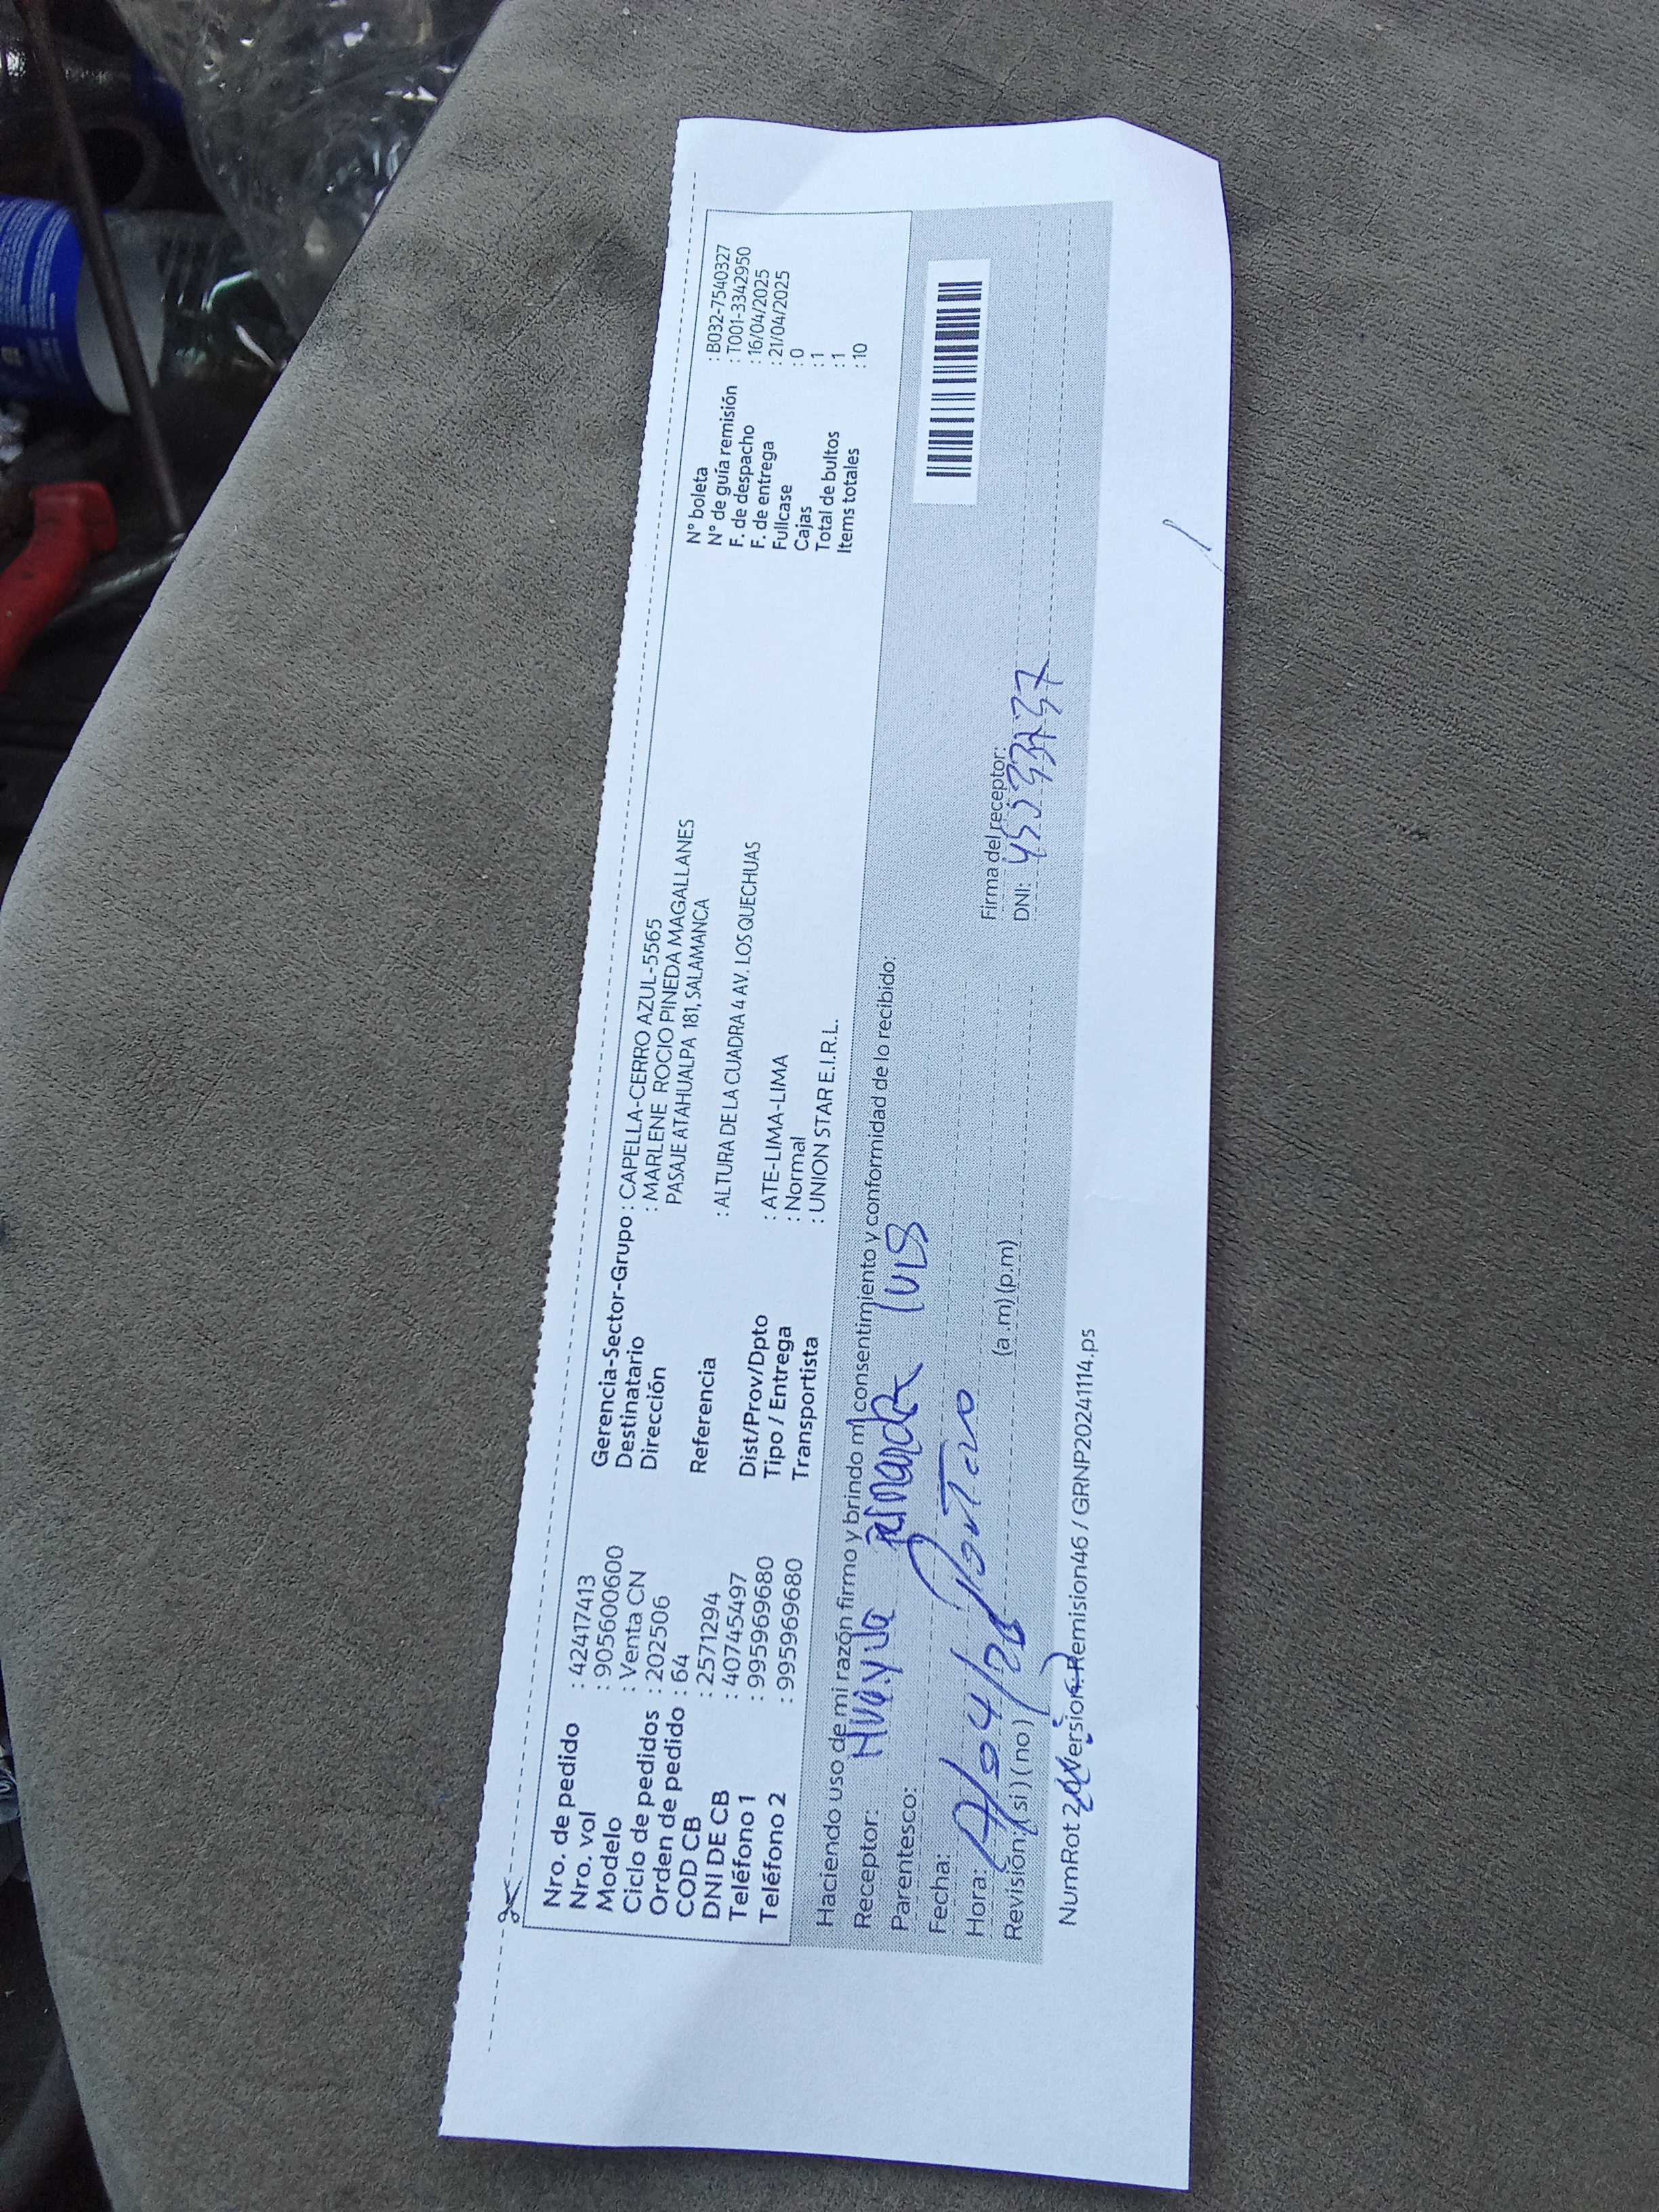 Nro. de pedido : 42417413
Nro. vol : 905600600
Modelo : Venta CN
Ciclo de pedidos : 202506
Orden de pedido : 64
COD CB : 2571294
DNI DE CB : 40745497
Teléfono 1 : 995969680
Teléfono 2 : 995969680
Gerencia-Sector-Grupo : CAPELLA-CERRO AZUL-5565
Destinatario : MARLENE ROCIO PINEDA MAGALLANES
Dirección PASAJE ATAHUALPA 181, SALAMANCA
Referencia : ALTURA DE LA CUADRA 4 AV. LOS QUECHUAS
Dist/Prov/Dpto : ATE-LIMA-LIMA
Tipo / Entrega : Normal
Transportista : UNION STAR E.I.R.L.
N° boleta : B032-7540327
N° de guía remisión : T001-3342950
F. de despacho : 16/04/2025
F. de entrega : 21/04/2025
Fullcase : 0
Cajas : 1
Total de bultos : 1
Items totales : 10
Haciendo uso de mi razón firmo y brindo mi consentimiento y conformidad de lo recibido:
Receptor: Huayla Luis
Parentesco:
Fecha:
Hora: (a.m) (p.m)
Revisión: (si) (no)
Firma del receptor:
DNI:
NumRot Version: Remision46 / GRNP20241114.ps